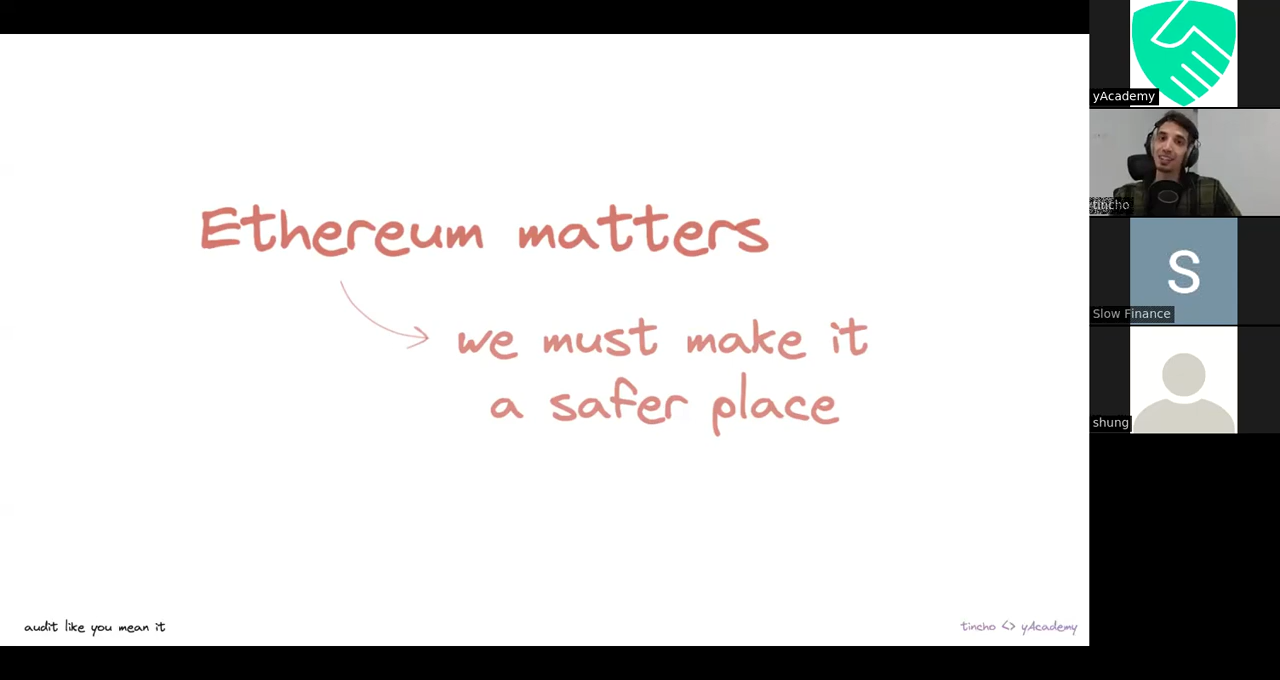 Ethereum matters
we must make it
a safer place
audit like you mean it
tincho <> yAcademy
yAcademy
tincho
S
Slow Finance
shung